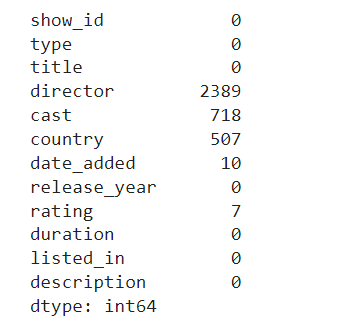 show_id 0
type 0
title 0
director 2389
cast 718
country 507
date_added 10
release_year 0
rating 7
duration 0
listed_in 0
description 0
dtype: int64